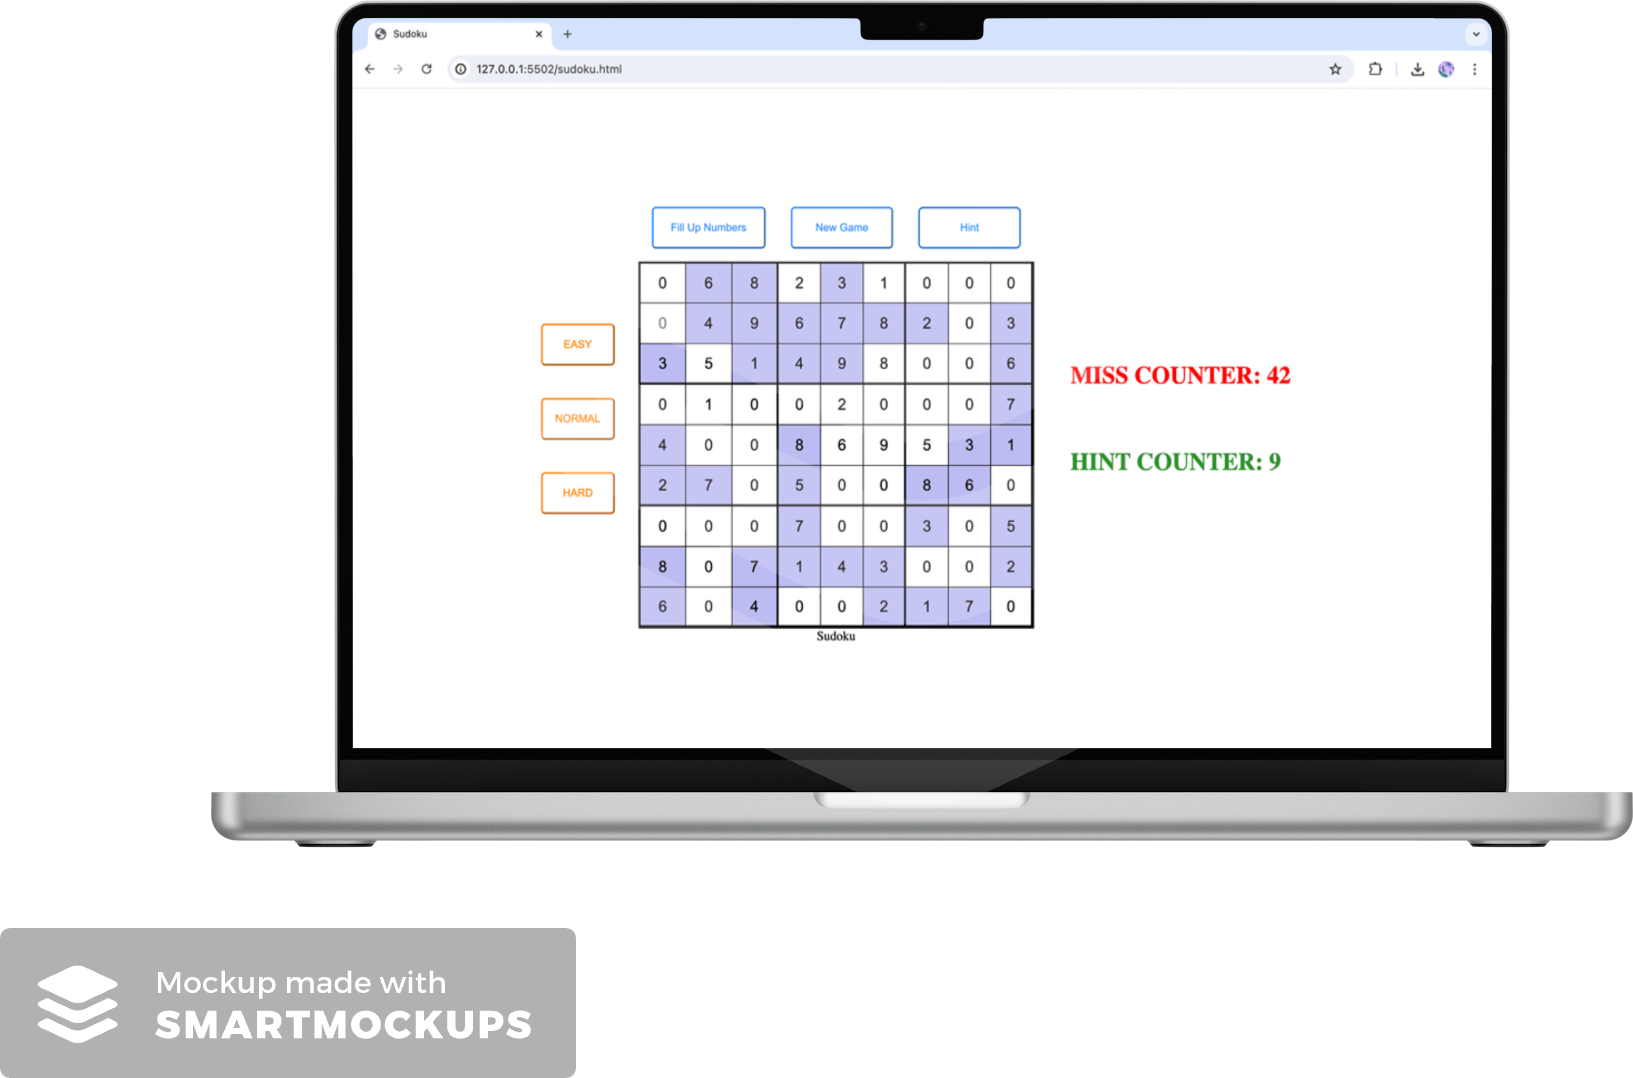 Sudoku
127.0.0.1:5502/sudoku.html
Fill Up Numbers New Game Hint
0 6 8 2 3 1 0 0 0
0 4 9 6 7 8 2 0 3
EASY
3 5 1 4 9 8 0 0 6
MISS COUNTER: 42
0 1 0 0 2 0 0 0 7
NORMAL
4 0 0 8 6 9 5 3 1
HINT COUNTER: 9
2 7 0 5 0 0 8 6 0
HARD
0 0 0 7 0 0 3 0 5
8 0 7 1 4 3 0 0 2
6 0 4 0 0 2 1 7 0
Sudoku
Mockup made with
SMARTMOCKUPS